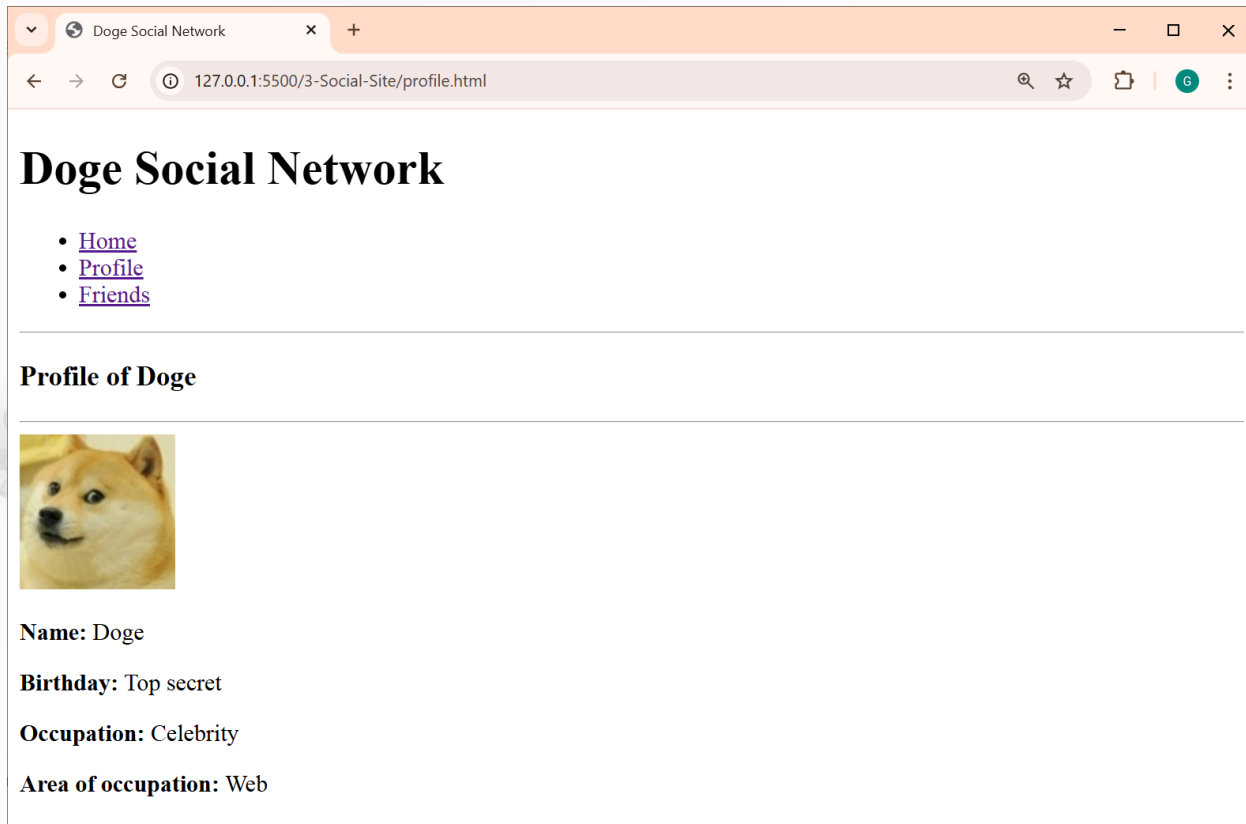 Doge Social Network
127.0.0.1:5500/3-Social-Site/profile.html
G
Doge Social Network
Home
Profile
Friends
Profile of Doge
Name: Doge
Birthday: Top secret
Occupation: Celebrity
Area of occupation: Web